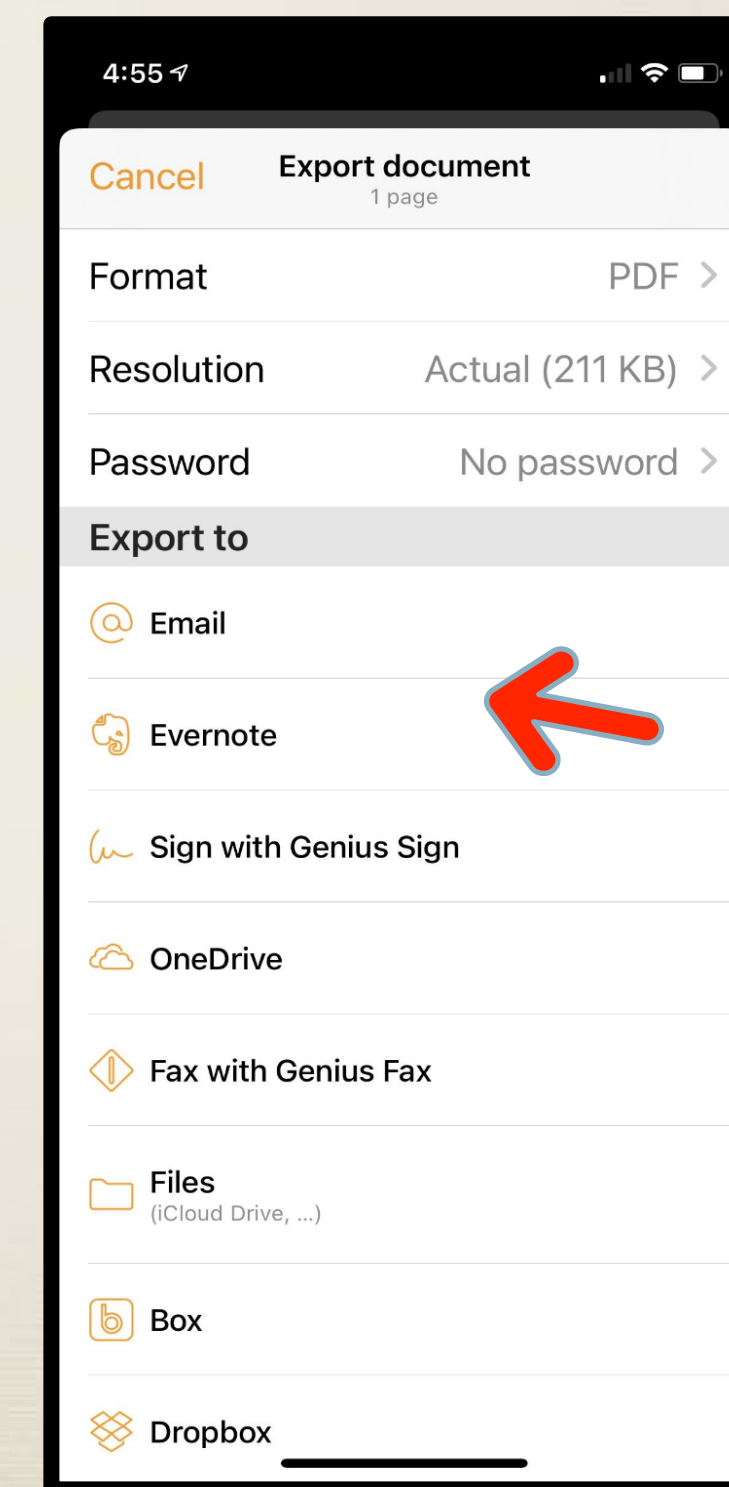 4:55
Cancel
Export document
1 page
Format
PDF
Resolution
Actual (211 KB)
Password
No password
Export to
Email
Evernote
Sign with Genius Sign
OneDrive
Fax with Genius Fax
Files
(iCloud Drive, ...)
Box
Dropbox